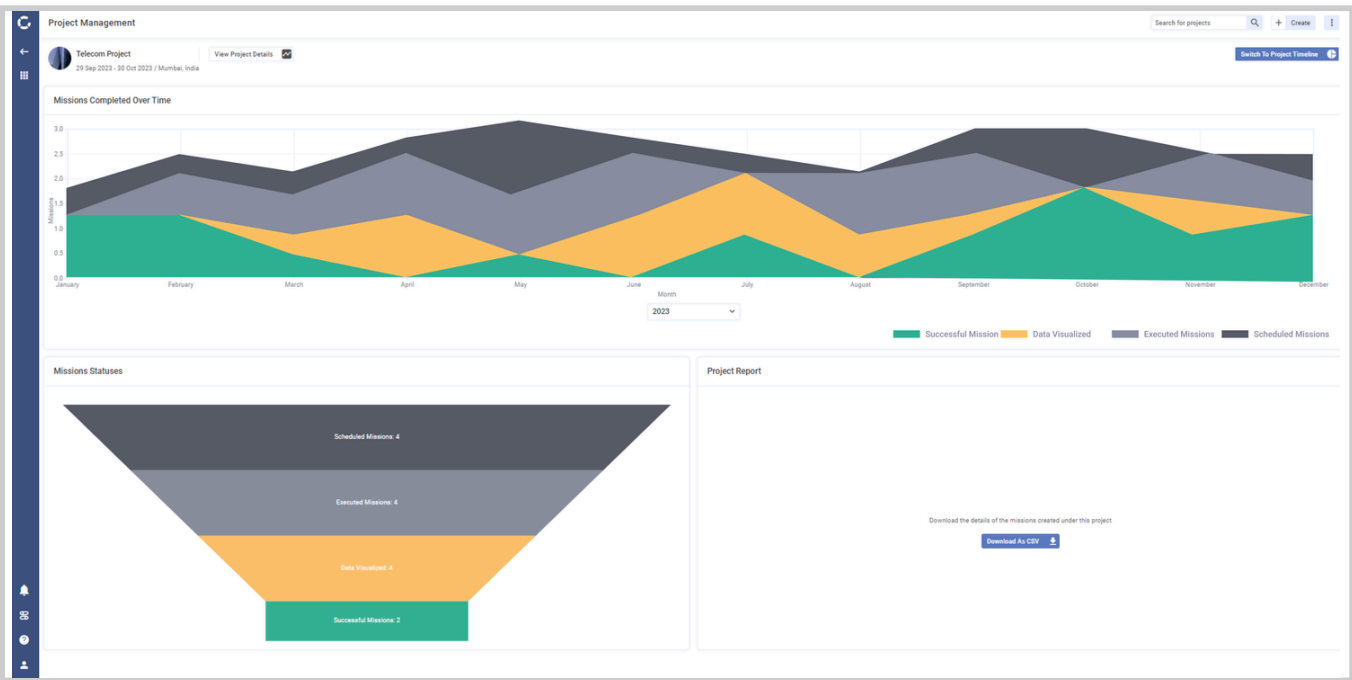 Project Management
Search for projects
+ Create
Telecom Project
29 Sep 2023 - 30 Oct 2023 / Mumbai, India
View Project Details
Switch To Project Timeline
Missions Completed Over Time
3.0
2.5
2.0
1.5
1.0
0.5
0.0
Missions
January February March April May June July August September October November December
Month
2023
Successful Mission Data Visualized Executed Missions Scheduled Missions
Missions Statuses
Scheduled Missions: 4
Executed Missions: 4
Data Visualized: 4
Successful Missions: 2
Project Report
Download the details of the missions created under this project
Download As CSV